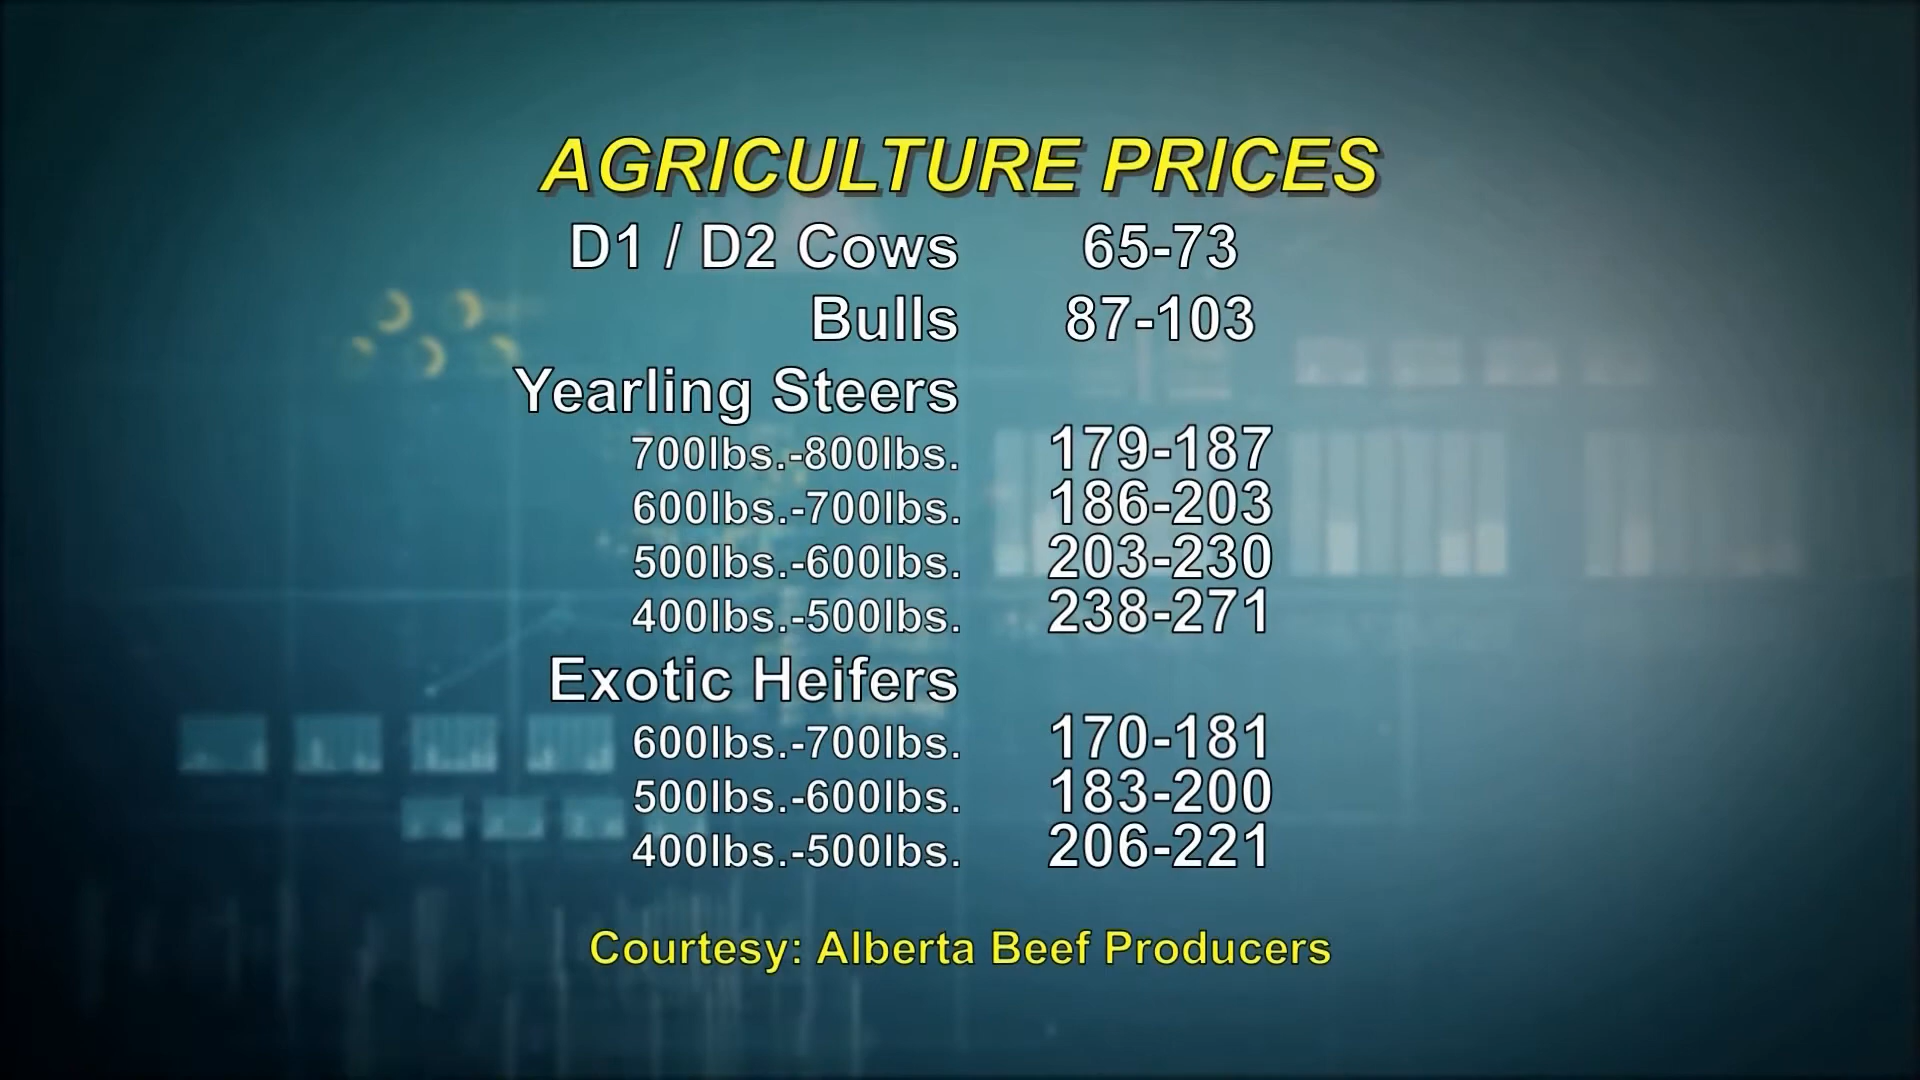 AGRICULTURE PRICES
D1 / D2 Cows 65-73
Bulls 87-103
Yearling Steers
700lbs.-800lbs. 179-187
600lbs.-700lbs. 186-203
500lbs.-600lbs. 203-230
400lbs.-500lbs. 238-271
Exotic Heifers
600lbs.-700lbs. 170-181
500lbs.-600lbs. 183-200
400lbs.-500lbs. 206-221
Courtesy: Alberta Beef Producers